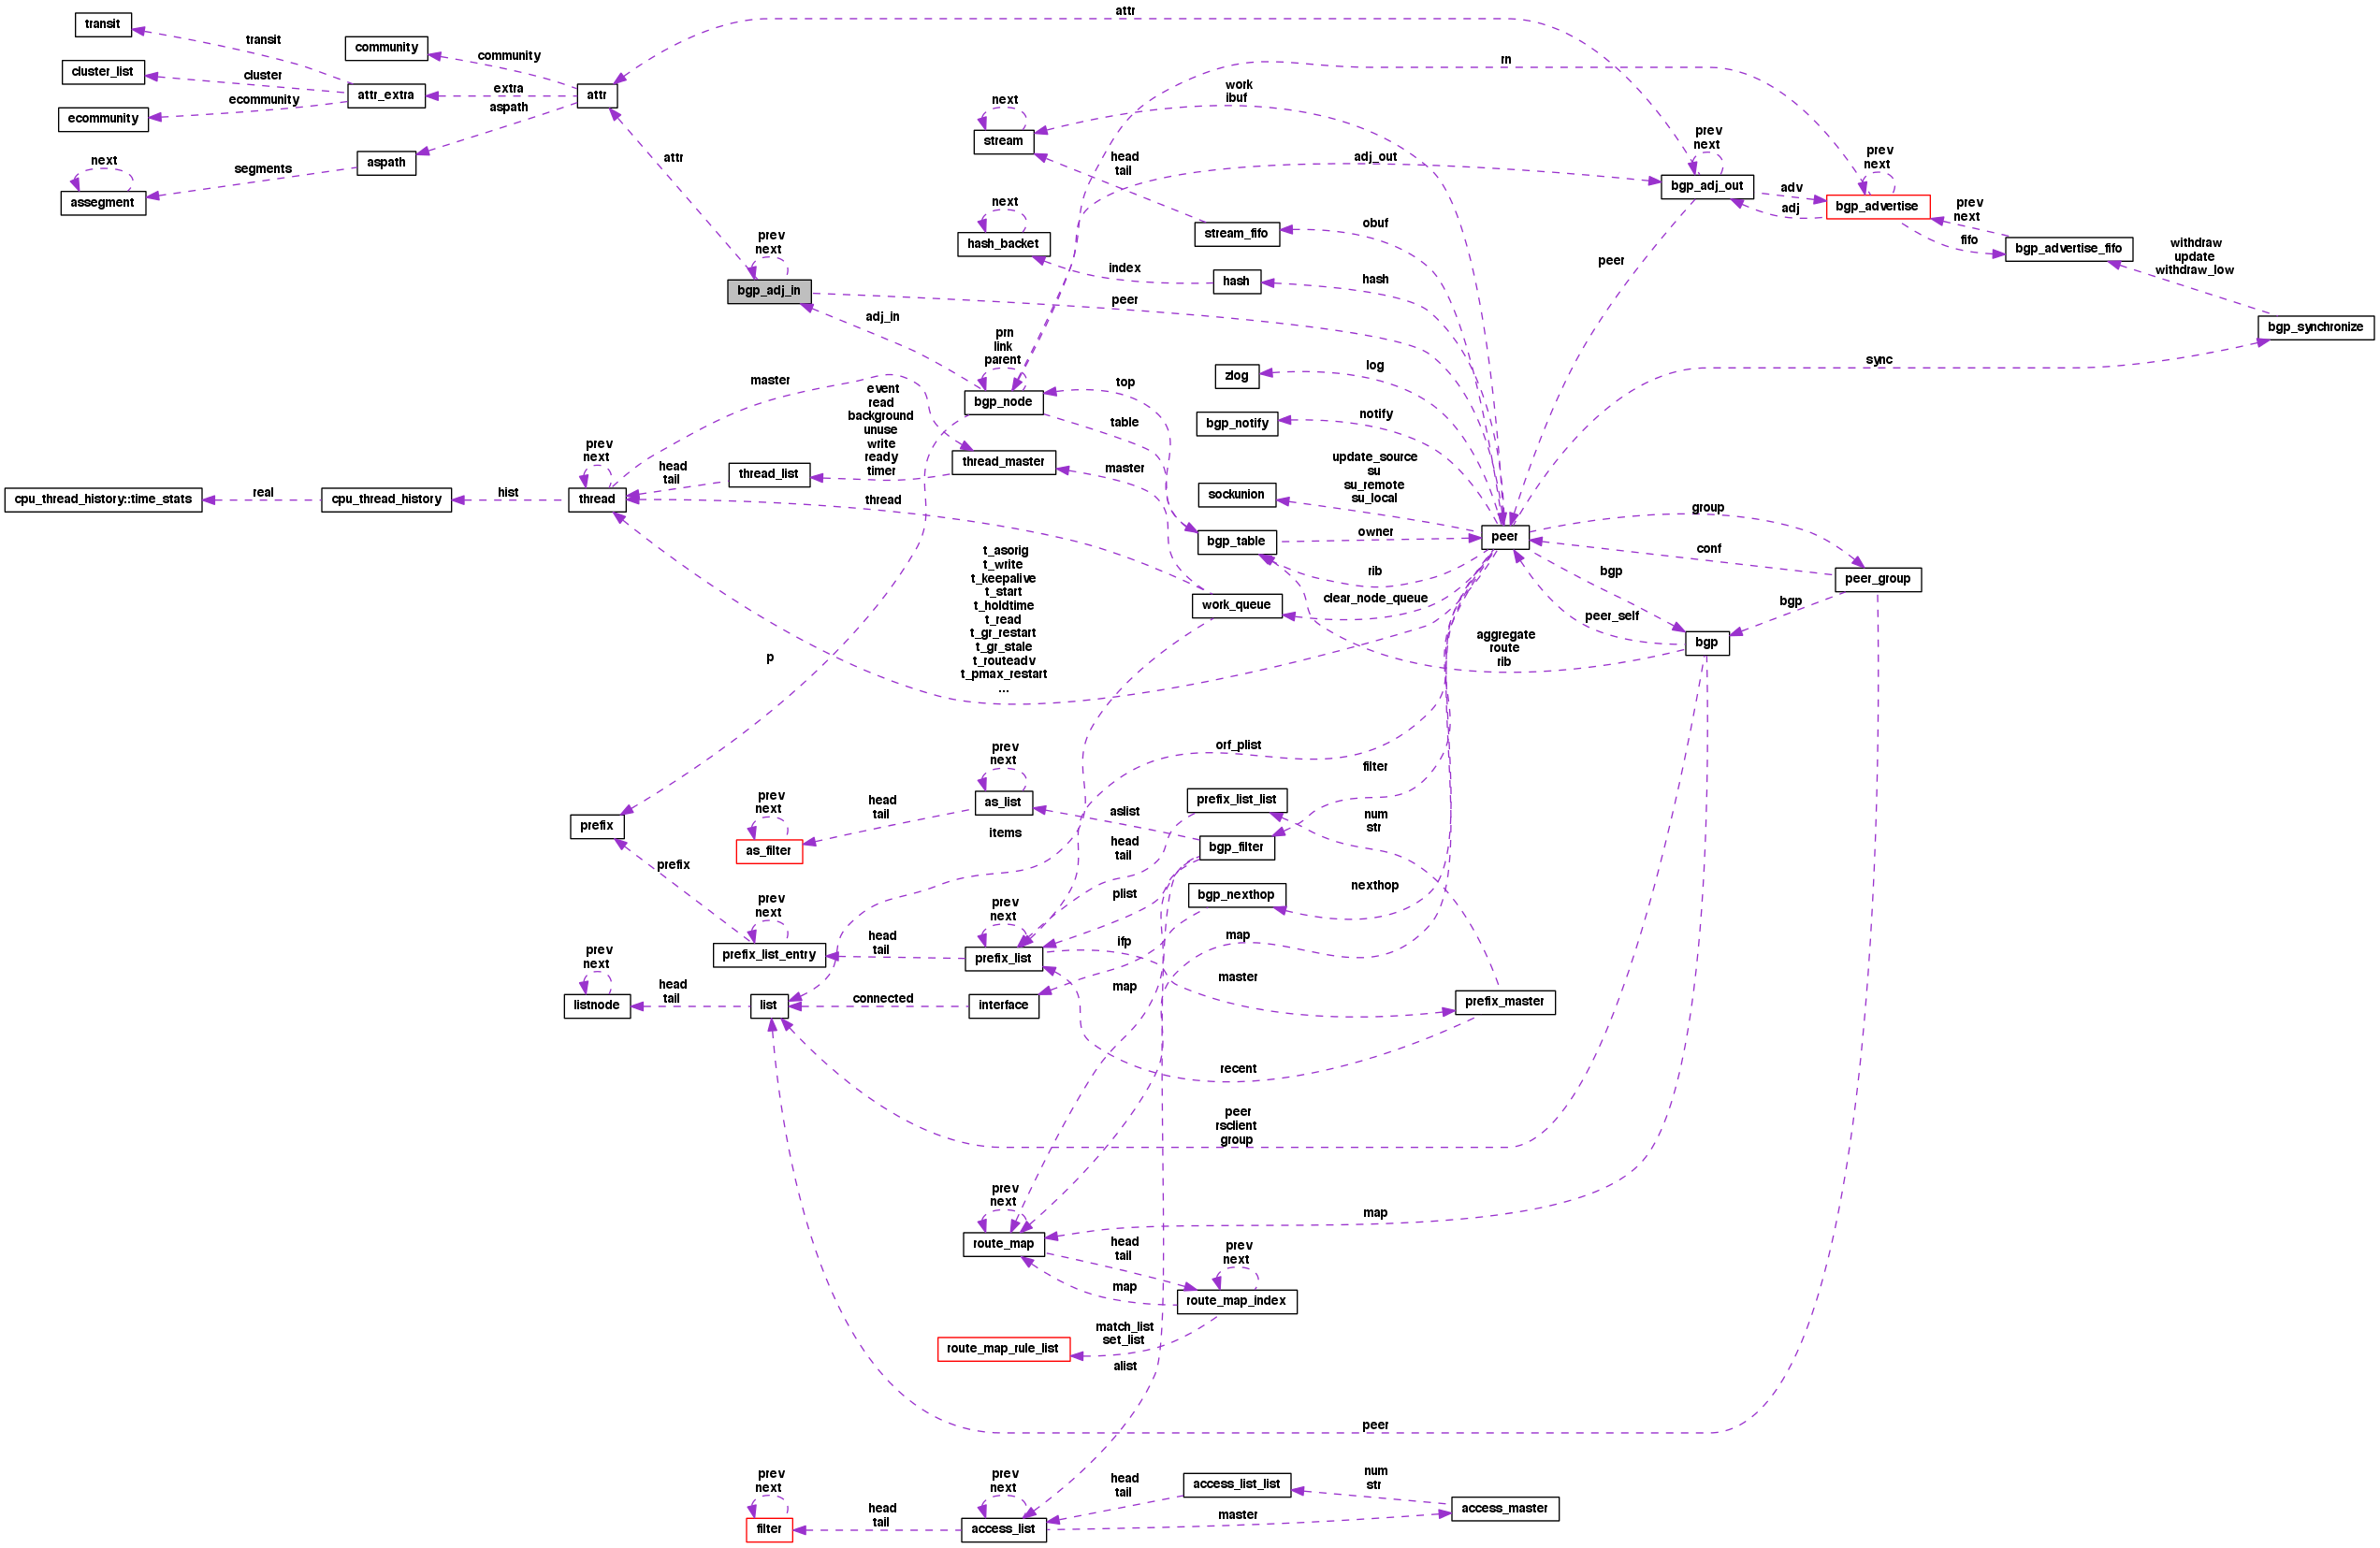 transit
community
cluster_list
ecommunity
attr_extra
attr
aspath
assegment
transit
cluster
ecommunity
community
extra
aspath
segments
next
attr
attr
rn
work
ibuf
next
stream
head
tail
adj_out
prev
next
bgp_adj_out
adv
adj
prev
next
bgp_advertise
prev
next
fifo
bgp_advertise_fifo
withdraw
update
withdraw_low
bgp_synchronize
next
hash_backet
stream_fifo
obuf
peer
index
hash
hash
prev
next
bgp_adj_in
peer
adj_in
prn
link
parent
bgp_node
zlog
log
sync
top
bgp_notify
notify
table
master
event
read
background
unuse
write
ready
timer
prev
next
head
tail
thread_list
thread_master
master
update_source
su
su_remote
su_local
sockunion
cpu_thread_history::time_stats
real
cpu_thread_history
hist
thread
thread
bgp_table
owner
peer
group
conf
peer_group
rib
bgp
bgp
t_asorig
t_write
t_keepalive
t_start
t_holdtime
t_read
t_gr_restart
t_gr_stale
t_routeadv
t_pmax_restart
...
work_queue
clear_node_queue
peer_self
bgp
aggregate
route
rib
p
orf_plist
filter
prev
next
as_list
prev
next
as_filter
head
tail
aslist
prefix_list_list
num
str
prefix
items
head
tail
bgp_filter
prefix
plist
bgp_nexthop
nexthop
prev
next
prefix_list_entry
head
tail
prev
next
prefix_list
ifp
map
prev
next
listnode
head
tail
list
connected
interface
map
master
prefix_master
recent
peer
rsclient
group
prev
next
route_map
map
head
tail
prev
next
map
route_map_index
match_list
set_list
route_map_rule_list
alist
peer
prev
next
filter
head
tail
prev
next
access_list
head
tail
access_list_list
num
str
master
access_master